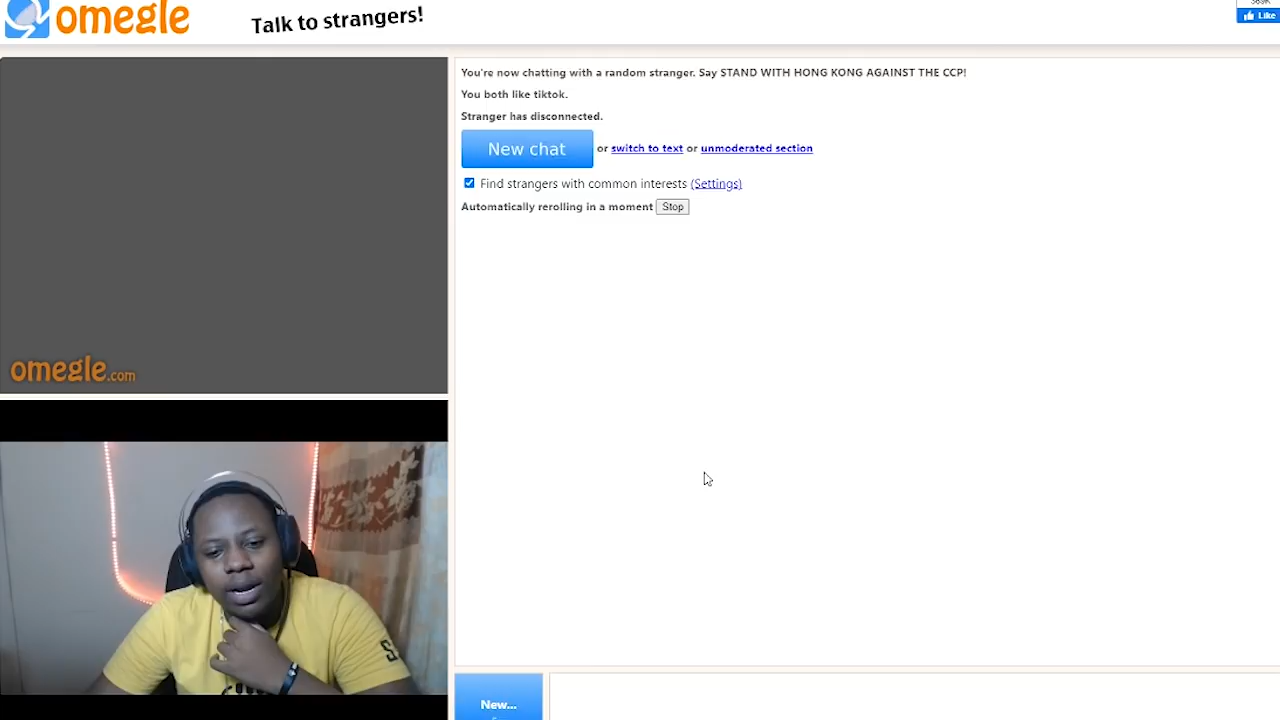 omegle
Talk to strangers!
369K
Like
You're now chatting with a random stranger. Say STAND WITH HONG KONG AGAINST THE CCP!
You both like tiktok.
Stranger has disconnected.
New chat or switch to text or unmoderated section
Find strangers with common interests (Settings)
Automatically rerolling in a moment Stop
omegle.com
New...